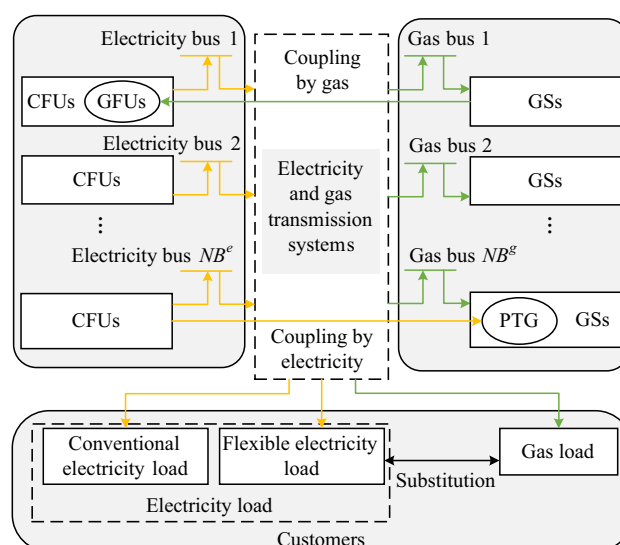 Electricity bus 1
Coupling
by gas
Gas bus 1
CFUs
GFUs
GSs
Electricity bus 2
Gas bus 2
CFUs
Electricity
and gas
transmission
systems
GSs
⋮
⋮
Electricity bus NBᵉ
Gas bus NBᵍ
CFUs
PTG
GSs
Coupling by
electricity
Conventional
electricity load
Flexible electricity
load
Gas load
Substitution
Electricity load
Customers